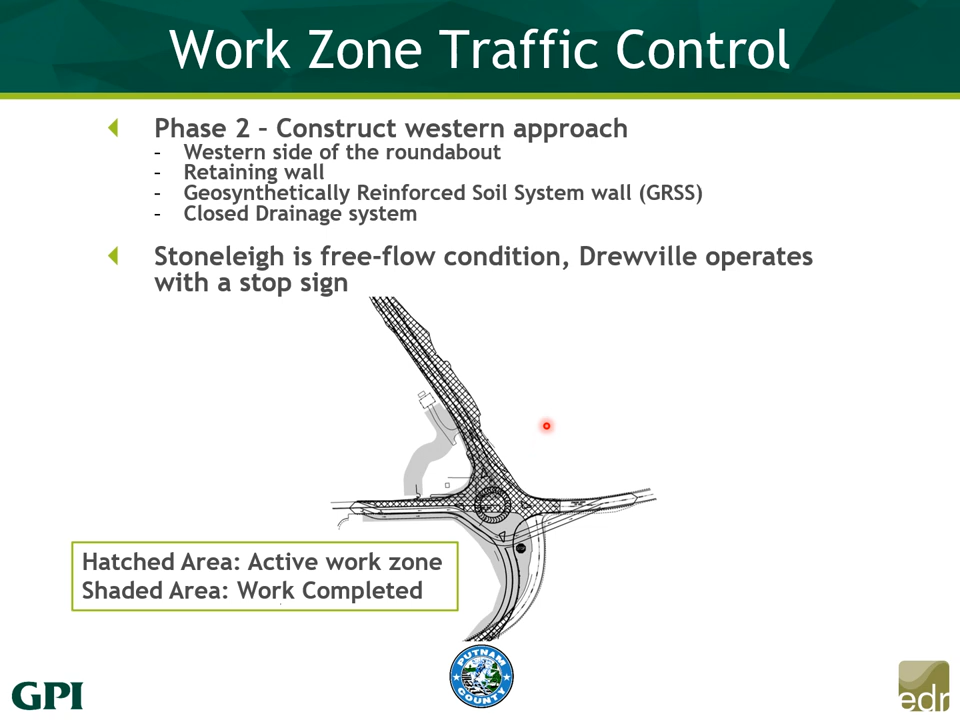 Work Zone Traffic Control
Phase 2 – Construct western approach
- Western side of the roundabout
- Retaining wall
- Geosynthetically Reinforced Soil System wall (GRSS)
- Closed Drainage system
Stoneleigh is free-flow condition, Drewville operates
with a stop sign
Hatched Area: Active work zone
Shaded Area: Work Completed
GPI
PUTNAM
COUNTY
edr